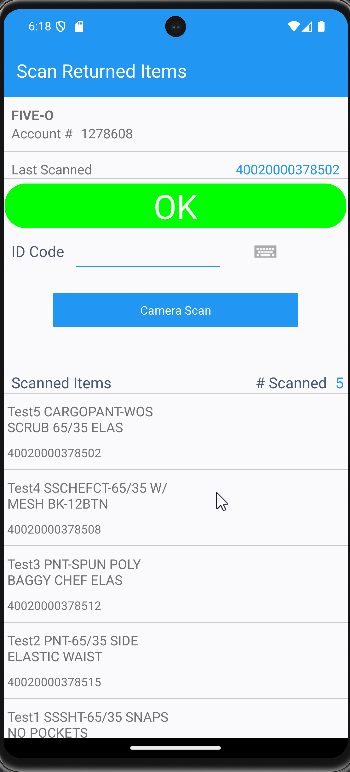 6:18
Scan Returned Items
FIVE-O
Account # 1278608
Last Scanned 40020000378502
OK
ID Code
Camera Scan
Scanned Items # Scanned 5
Test5 CARGOPANT-WOS
SCRUB 65/35 ELAS
40020000378502
Test4 SSCHEFCT-65/35 W/
MESH BK-12BTN
40020000378508
Test3 PNT-SPUN POLY
BAGGY CHEF ELAS
40020000378512
Test2 PNT-65/35 SIDE
ELASTIC WAIST
40020000378515
Test1 SSSHT-65/35 SNAPS
NO POCKETS